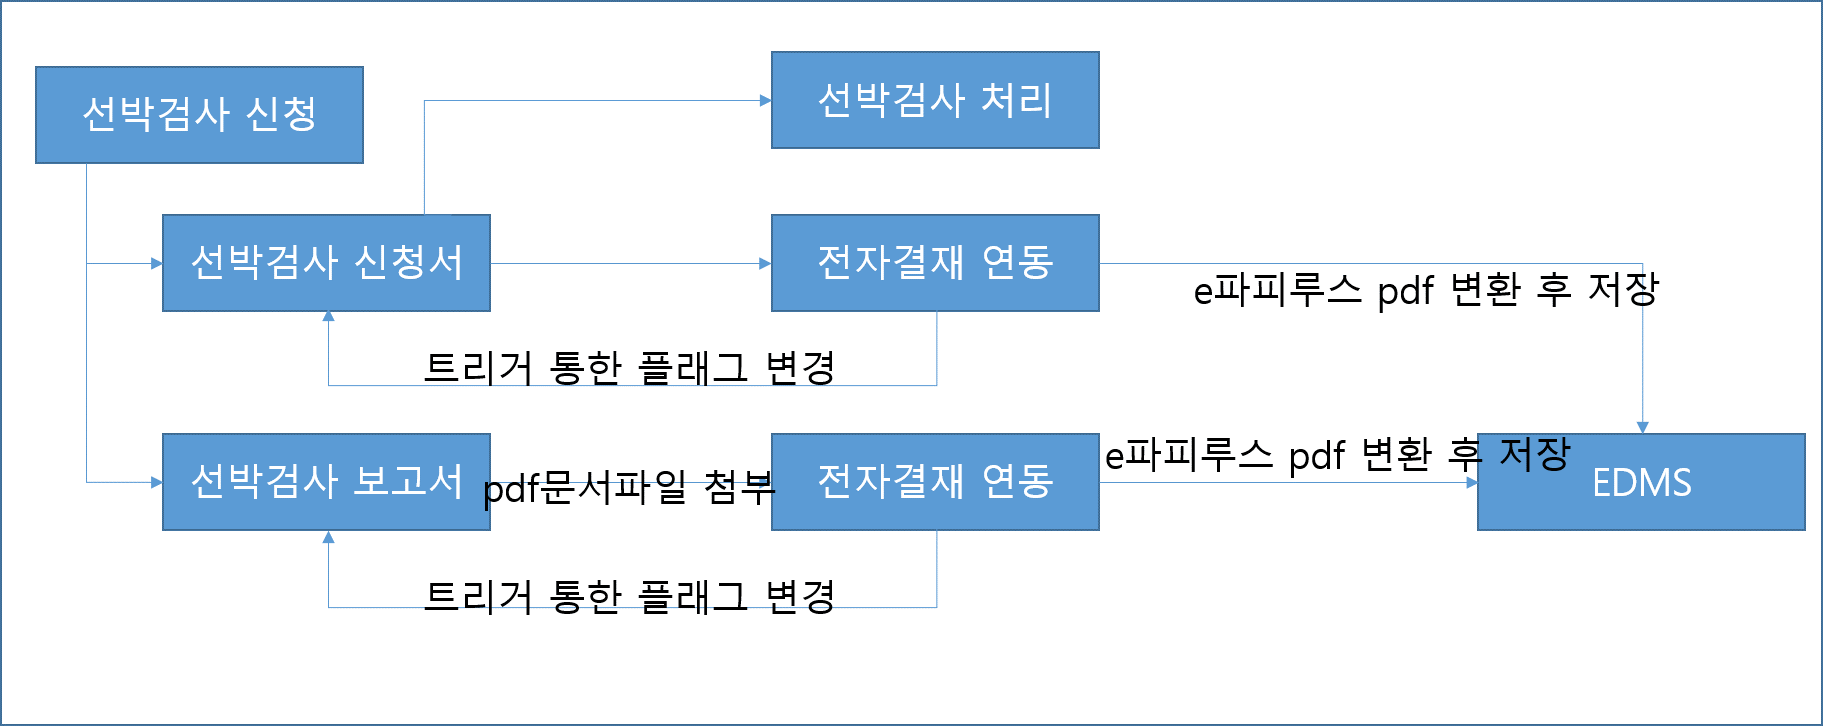 선박검사 신청
선박검사 처리
선박검사 신청서
전자결재 연동
e파피루스 pdf 변환 후 저장
트리거 통한 플래그 변경
선박검사 보고서
pdf문서파일 첨부
전자결재 연동
e파피루스 pdf 변환 후 저장
EDMS
트리거 통한 플래그 변경